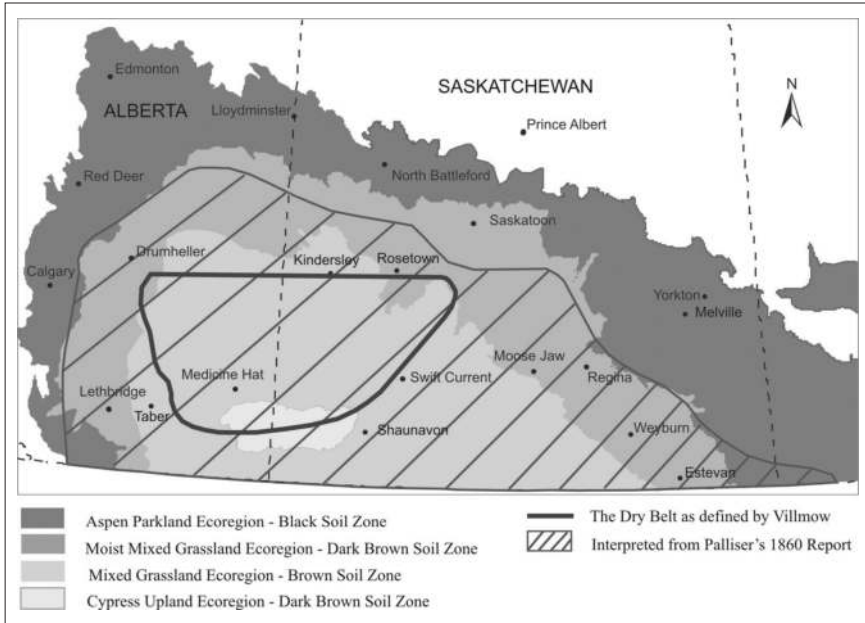 Edmonton
ALBERTA
SASKATCHEWAN
N
Lloydminster
Prince Albert
Red Deer
North Battleford
Saskatoon
Drumheller
Kindersley
Rosetown
Calgary
Yorkton
Melville
Medicine Hat
Swift Current
Moose Jaw
Regina
Lethbridge
Taber
Shaunavon
Weyburn
Estevan
Aspen Parkland Ecoregion - Black Soil Zone
Moist Mixed Grassland Ecoregion - Dark Brown Soil Zone
Mixed Grassland Ecoregion - Brown Soil Zone
Cypress Upland Ecoregion - Dark Brown Soil Zone
The Dry Belt as defined by Villmow
Interpreted from Palliser's 1860 Report